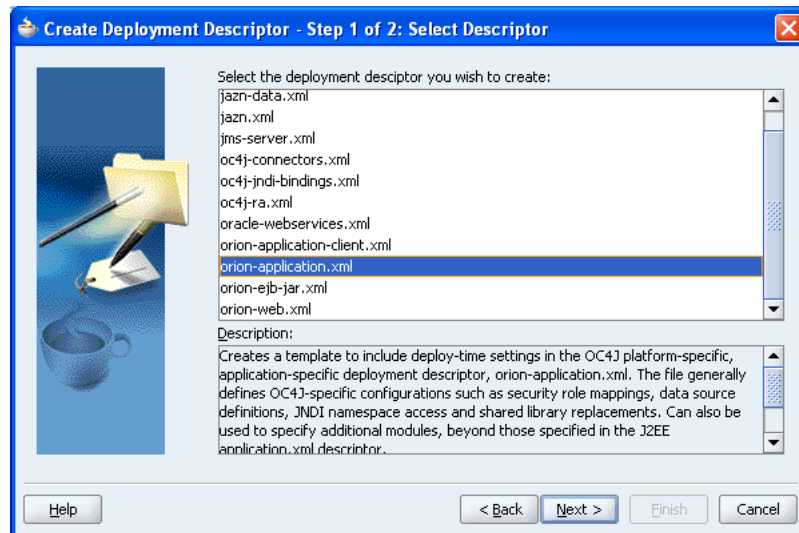 Create Deployment Descriptor - Step 1 of 2: Select Descriptor
Select the deployment desciptor you wish to create:
jazn-data.xml
jazn.xml
jms-server.xml
oc4j-connectors.xml
oc4j-jndi-bindings.xml
oc4j-ra.xml
oracle-webservices.xml
orion-application-client.xml
orion-application.xml
orion-ejb-jar.xml
orion-web.xml
Description:
Creates a template to include deploy-time settings in the OC4J platform-specific,
application-specific deployment descriptor, orion-application.xml. The file generally
defines OC4J-specific configurations such as security role mappings, data source
definitions, JNDI namespace access and shared library replacements. Can also be
used to specify additional modules, beyond those specified in the J2EE
application.xml descriptor.
Help
< Back
Next >
Finish
Cancel